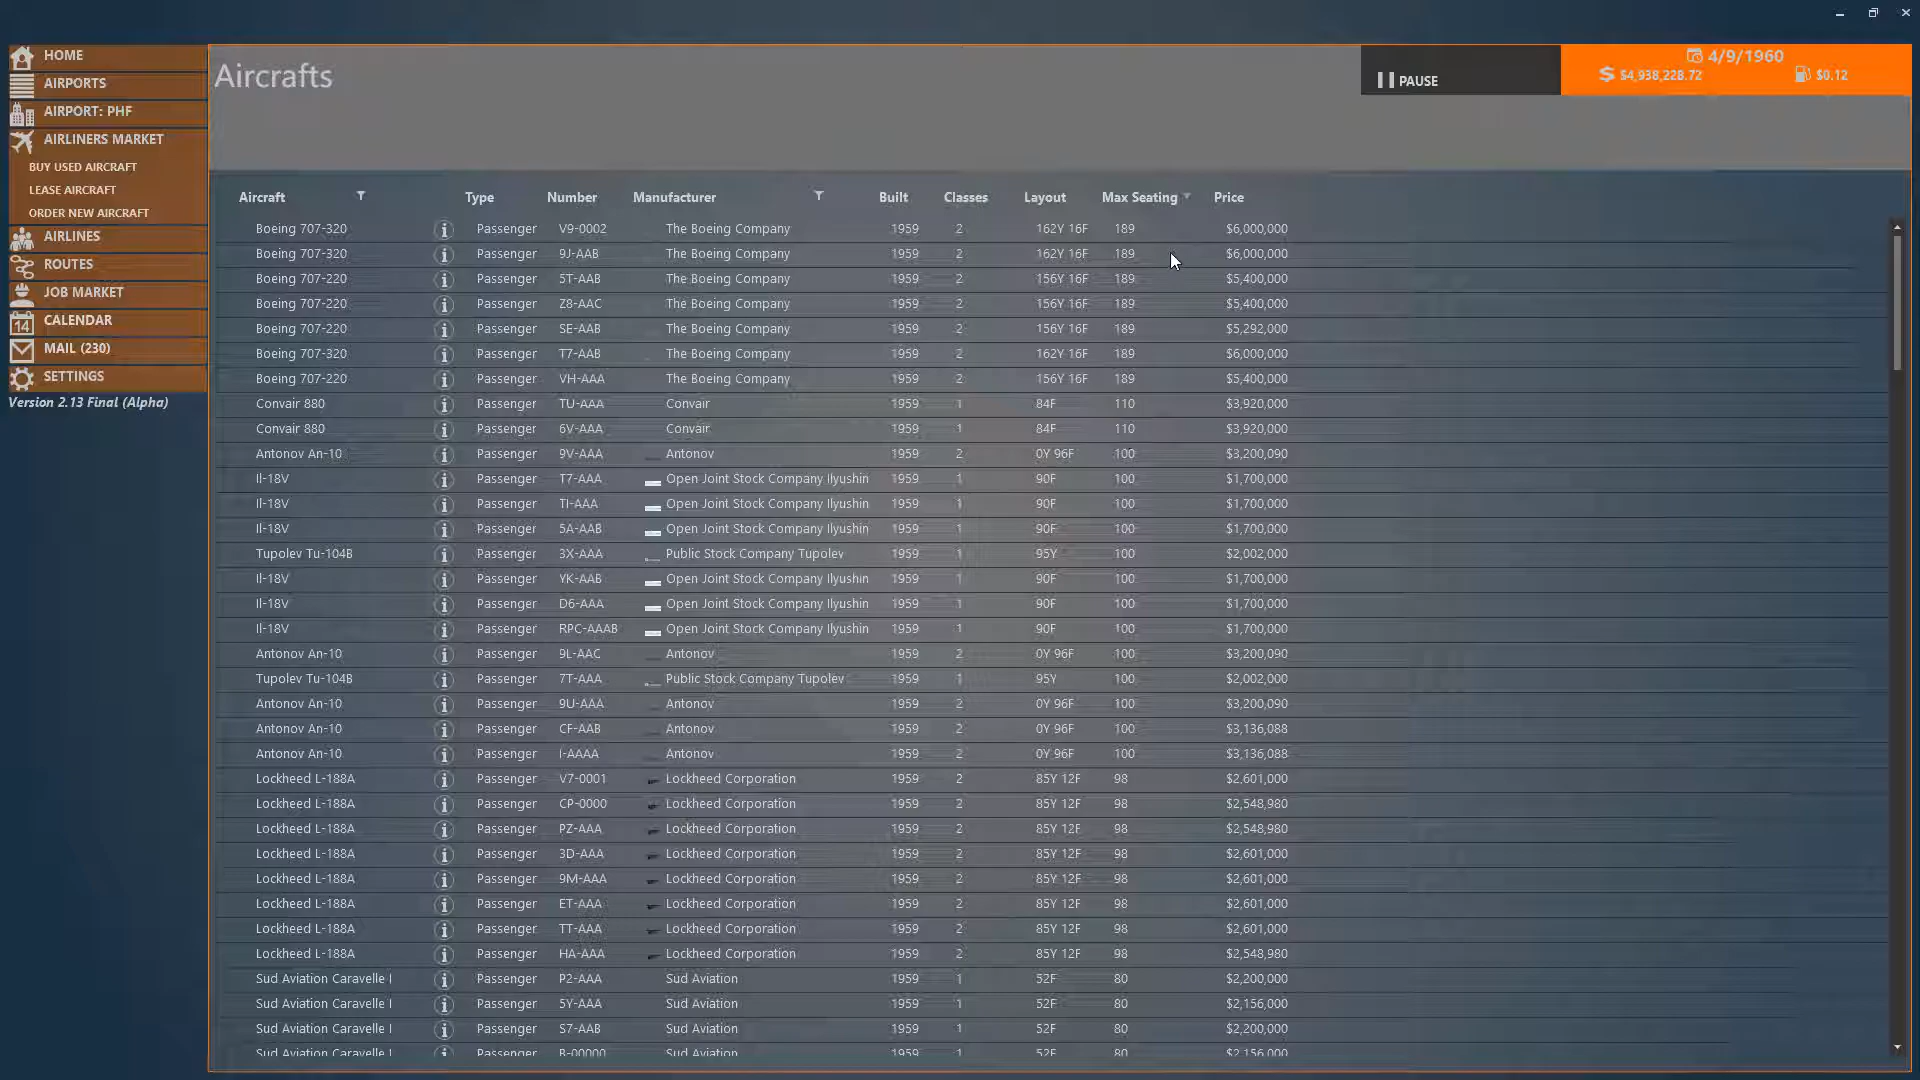 HOME
AIRPORTS
AIRPORT: PHF
AIRLINERS MARKET
BUY USED AIRCRAFT
LEASE AIRCRAFT
ORDER NEW AIRCRAFT
AIRLINES
ROUTES
JOB MARKET
14 CALENDAR
MAIL (230)
SETTINGS
Version 2.13 Final (Alpha)
Aircrafts
PAUSE
4/9/1960
$4,938,228.72 $0.12
Aircraft Type Number Manufacturer Built Classes Layout Max Seating Price
Boeing 707-320 Passenger V9-0002 The Boeing Company 1959 2 162Y 16F 189 $6,000,000
Boeing 707-320 Passenger 9J-AAB The Boeing Company 1959 2 162Y 16F 189 $6,000,000
Boeing 707-220 Passenger 5T-AAB The Boeing Company 1959 2 156Y 16F 189 $5,400,000
Boeing 707-220 Passenger Z8-AAC The Boeing Company 1959 2 156Y 16F 189 $5,400,000
Boeing 707-220 Passenger SE-AAB The Boeing Company 1959 2 156Y 16F 189 $5,292,000
Boeing 707-320 Passenger T7-AAB The Boeing Company 1959 2 162Y 16F 189 $6,000,000
Boeing 707-220 Passenger VH-AAA The Boeing Company 1959 2 156Y 16F 189 $5,400,000
Convair 880 Passenger TU-AAA Convair 1959 1 84F 110 $3,920,000
Convair 880 Passenger 6V-AAA Convair 1959 1 84F 110 $3,920,000
Antonov An-10 Passenger 9V-AAA Antonov 1959 2 0Y 96F 100 $3,200,090
Il-18V Passenger T7-AAA Open Joint Stock Company Ilyushin 1959 1 90F 100 $1,700,000
Il-18V Passenger TI-AAA Open Joint Stock Company Ilyushin 1959 1 90F 100 $1,700,000
Il-18V Passenger 5A-AAB Open Joint Stock Company Ilyushin 1959 1 90F 100 $1,700,000
Tupolev Tu-104B Passenger 3X-AAA Public Stock Company Tupolev 1959 1 95Y 100 $2,002,000
Il-18V Passenger YK-AAB Open Joint Stock Company Ilyushin 1959 1 90F 100 $1,700,000
Il-18V Passenger D6-AAA Open Joint Stock Company Ilyushin 1959 1 90F 100 $1,700,000
Il-18V Passenger RPC-AAAB Open Joint Stock Company Ilyushin 1959 1 90F 100 $1,700,000
Antonov An-10 Passenger 9L-AAC Antonov 1959 2 0Y 96F 100 $3,200,090
Tupolev Tu-104B Passenger 7T-AAA Public Stock Company Tupolev 1959 1 95Y 100 $2,002,000
Antonov An-10 Passenger 9U-AAA Antonov 1959 2 0Y 96F 100 $3,200,090
Antonov An-10 Passenger CF-AAB Antonov 1959 2 0Y 96F 100 $3,136,088
Antonov An-10 Passenger I-AAAA Antonov 1959 2 0Y 96F 100 $3,136,088
Lockheed L-188A Passenger V7-0001 Lockheed Corporation 1959 2 85Y 12F 98 $2,601,000
Lockheed L-188A Passenger CP-0000 Lockheed Corporation 1959 2 85Y 12F 98 $2,548,980
Lockheed L-188A Passenger PZ-AAA Lockheed Corporation 1959 2 85Y 12F 98 $2,548,980
Lockheed L-188A Passenger 3D-AAA Lockheed Corporation 1959 2 85Y 12F 98 $2,601,000
Lockheed L-188A Passenger 9M-AAA Lockheed Corporation 1959 2 85Y 12F 98 $2,601,000
Lockheed L-188A Passenger ET-AAA Lockheed Corporation 1959 2 85Y 12F 98 $2,601,000
Lockheed L-188A Passenger TT-AAA Lockheed Corporation 1959 2 85Y 12F 98 $2,601,000
Lockheed L-188A Passenger HA-AAA Lockheed Corporation 1959 2 85Y 12F 98 $2,548,980
Sud Aviation Caravelle I Passenger P2-AAA Sud Aviation 1959 1 52F 80 $2,200,000
Sud Aviation Caravelle I Passenger 5Y-AAA Sud Aviation 1959 1 52F 80 $2,156,000
Sud Aviation Caravelle I Passenger S7-AAB Sud Aviation 1959 1 52F 80 $2,200,000
Sud Aviation Caravelle I Passenger B-00000 Sud Aviation 1959 1 52F 80 $2,156,000